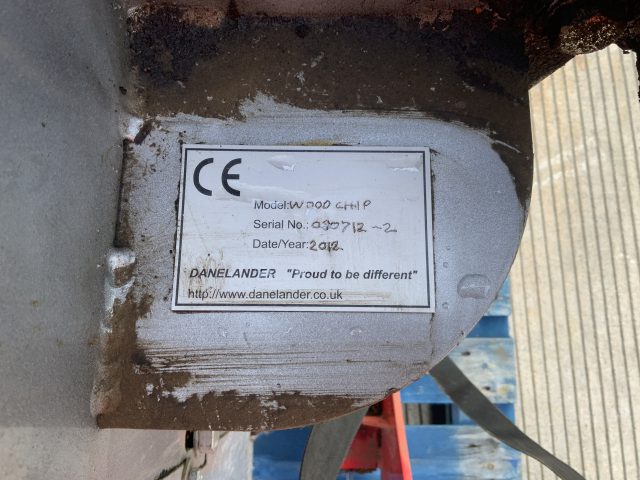 CE
Model: WOOD CHIP
Serial No.: 030712-2
Date/Year: 2012
DANELANDER "Proud to be different"
http://www.danelander.co.uk